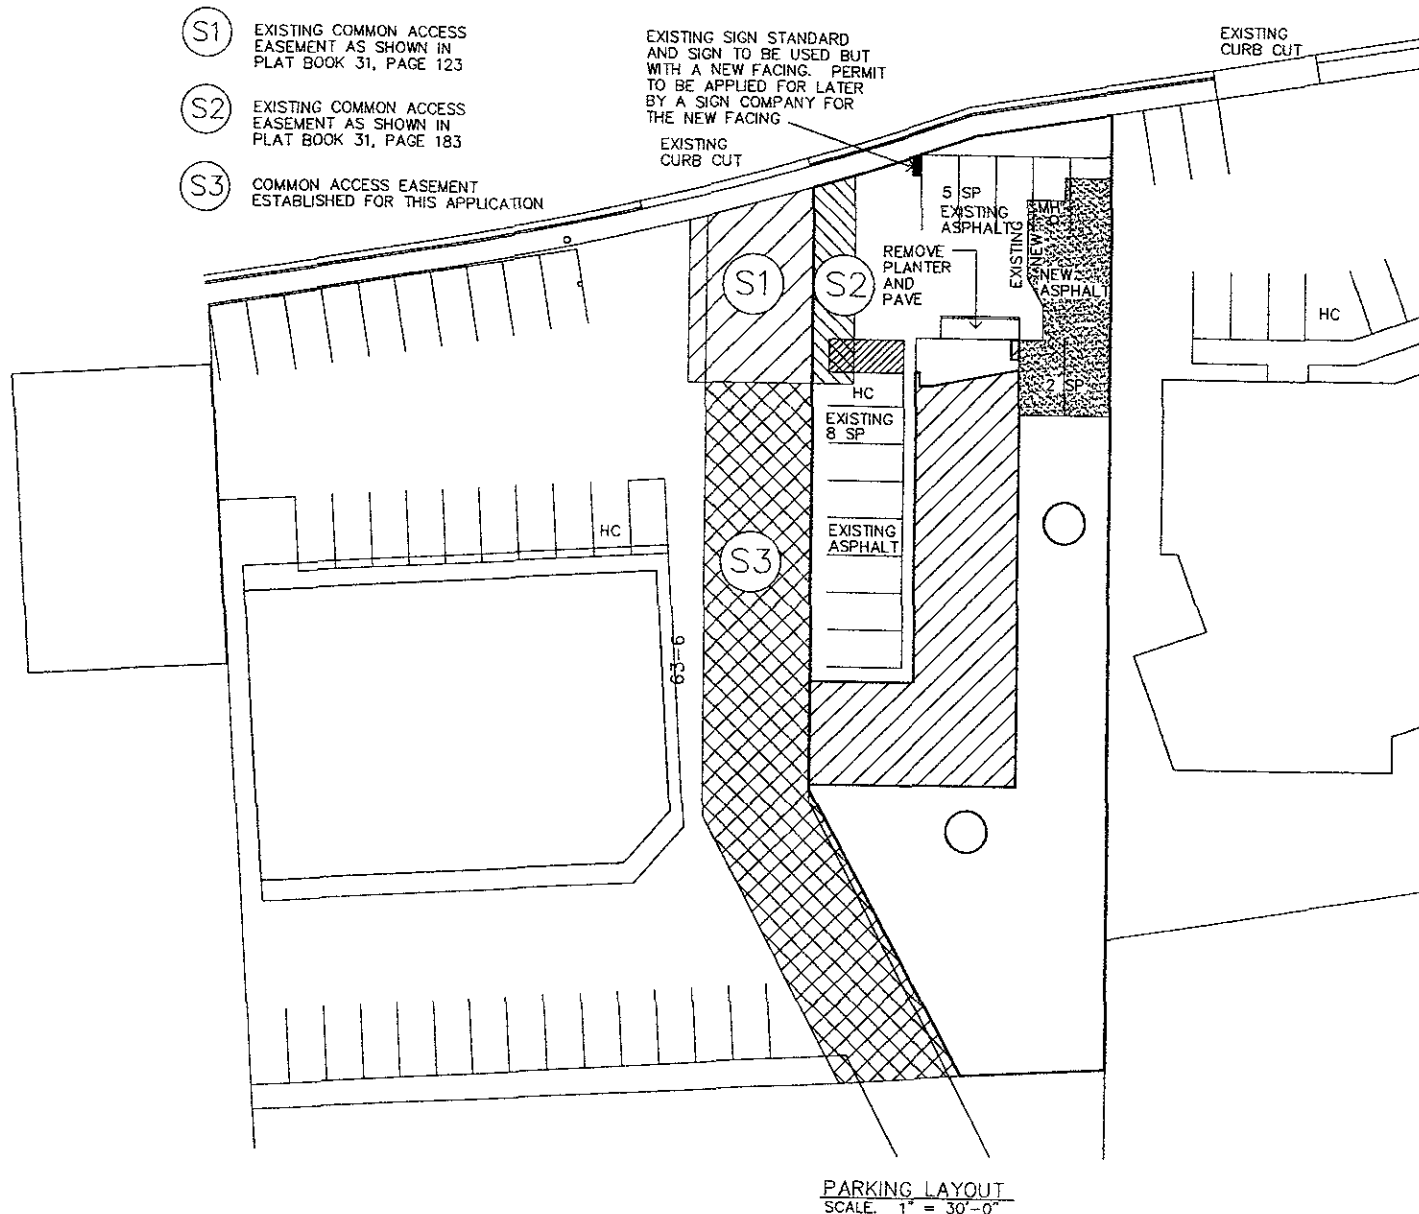 S1
EXISTING COMMON ACCESS
EASEMENT AS SHOWN IN
PLAT BOOK 31, PAGE 123
S2
EXISTING COMMON ACCESS
EASEMENT AS SHOWN IN
PLAT BOOK 31, PAGE 183
S3
COMMON ACCESS EASEMENT
ESTABLISHED FOR THIS APPLICATION
EXISTING SIGN STANDARD
AND SIGN TO BE USED BUT
WITH A NEW FACING. PERMIT
TO BE APPLIED FOR LATER
BY A SIGN COMPANY FOR
THE NEW FACING
EXISTING
CURB CUT
EXISTING
CURB CUT
5 SP
EXISTING
ASPHALT
MH
EXISTING
NEW
REMOVE
PLANTER
AND
PAVE
NEW
ASPHALT
S1
S2
HC
2 SP
HC
EXISTING
8 SP
EXISTING
ASPHALT
HC
S3
63-6
PARKING LAYOUT
SCALE. 1" = 30'-0"